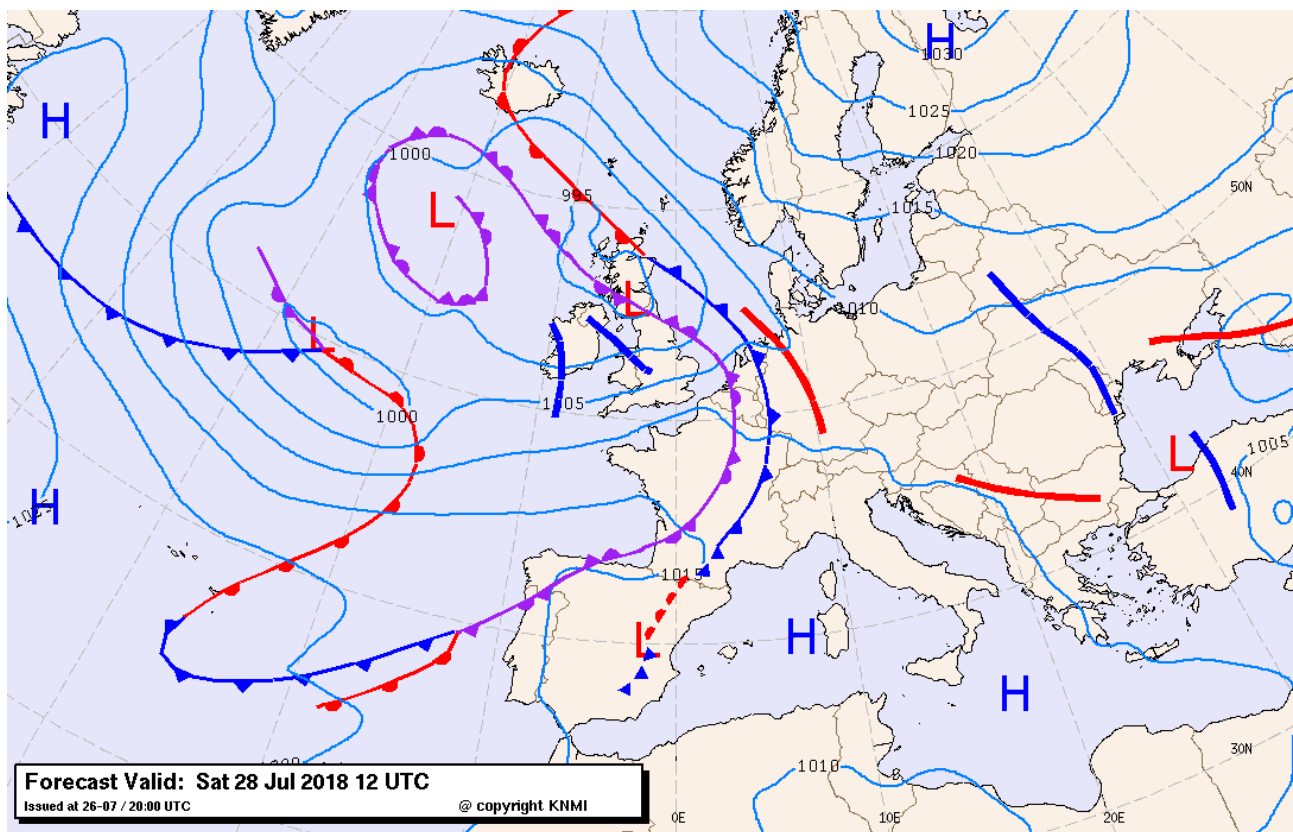 H
1030
H
1025
1000
1020
50N
995
1015
L
L
1010
L
1000
1005
1005
L
40N
H
1015
L
H
H
30N
1010
Forecast Valid: Sat 28 Jul 2018 12 UTC
Issued at 26-07 / 20:00 UTC
@ copyright KNMI
0E
10E
20E